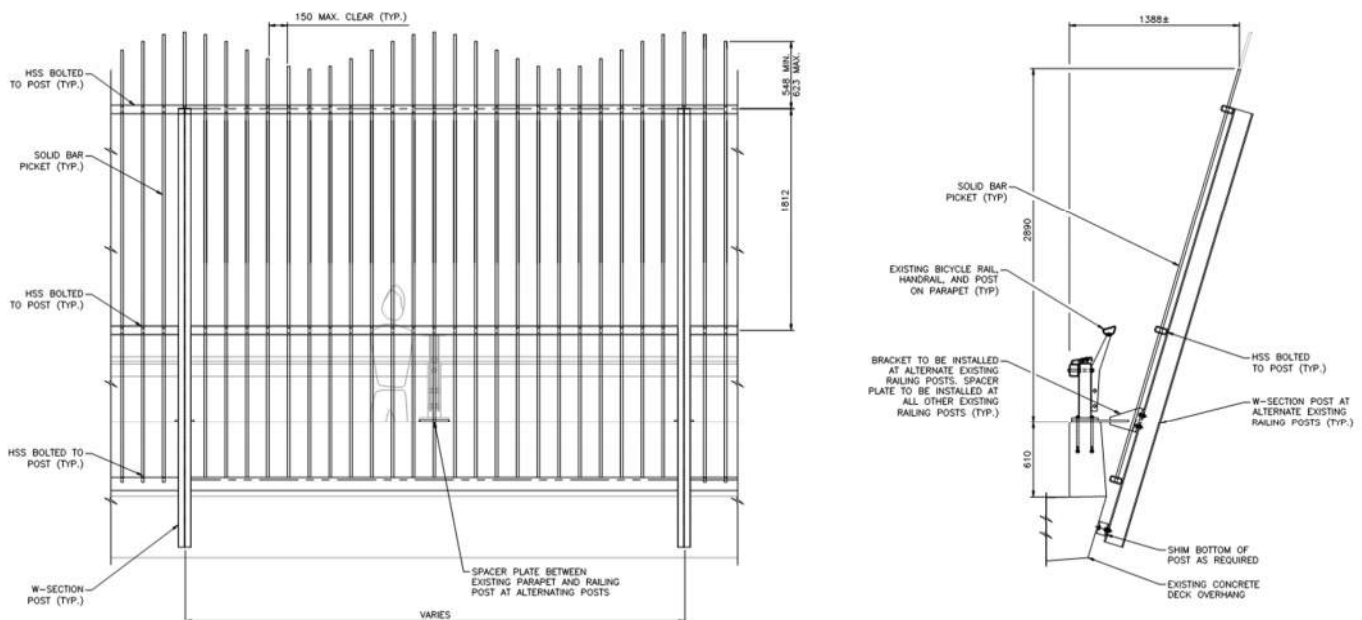 150 MAX. CLEAR (TYP.)
HSS BOLTED
TO POST (TYP.)
SOLID BAR
PICKET (TYP.)
HSS BOLTED
TO POST (TYP.)
HSS BOLTED TO
POST (TYP.)
W-SECTION
POST (TYP.)
548 MIN.
623 MAX.
1812
SPACER PLATE BETWEEN
EXISTING PARAPET AND RAILING
POST AT ALTERNATING POSTS
VARIES
1388±
2890
610
SOLID BAR
PICKET (TYP)
EXISTING BICYCLE RAIL,
HANDRAIL, AND POST
ON PARAPET (TYP)
BRACKET TO BE INSTALLED
AT ALTERNATE EXISTING
RAILING POSTS. SPACER
PLATE TO BE INSTALLED AT
ALL OTHER EXISTING
RAILING POSTS (TYP.)
HSS BOLTED
TO POST (TYP.)
W-SECTION POST AT
ALTERNATE EXISTING
RAILING POSTS (TYP.)
SHIM BOTTOM OF
POST AS REQUIRED
EXISTING CONCRETE
DECK OVERHANG